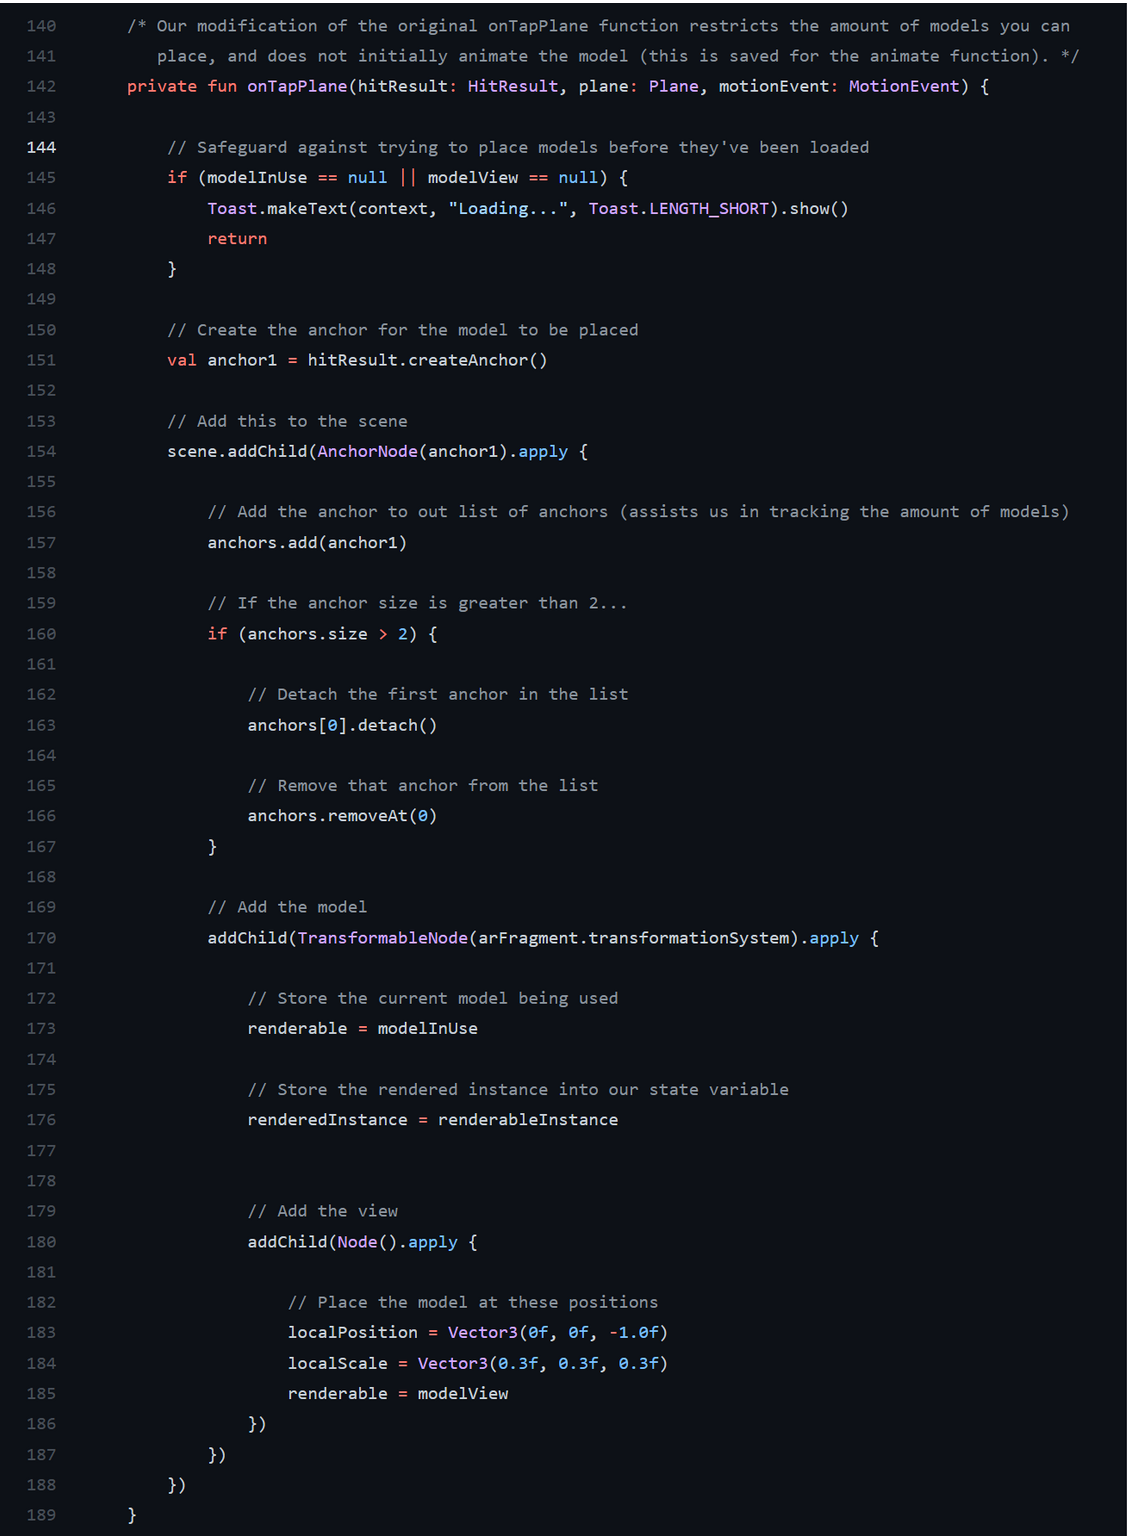 140 /* Our modification of the original onTapPlane function restricts the amount of models you can
141 place, and does not initially animate the model (this is saved for the animate function). */
142 private fun onTapPlane(hitResult: HitResult, plane: Plane, motionEvent: MotionEvent) {
143
144 // Safeguard against trying to place models before they've been loaded
145 if (modelInUse == null || modelView == null) {
146 Toast.makeText(context, "Loading...", Toast.LENGTH_SHORT).show()
147 return
148 }
149
150 // Create the anchor for the model to be placed
151 val anchor1 = hitResult.createAnchor()
152
153 // Add this to the scene
154 scene.addChild(AnchorNode(anchor1).apply {
155
156 // Add the anchor to out list of anchors (assists us in tracking the amount of models)
157 anchors.add(anchor1)
158
159 // If the anchor size is greater than 2...
160 if (anchors.size > 2) {
161
162 // Detach the first anchor in the list
163 anchors[0].detach()
164
165 // Remove that anchor from the list
166 anchors.removeAt(0)
167 }
168
169 // Add the model
170 addChild(TransformableNode(arFragment.transformationSystem).apply {
171
172 // Store the current model being used
173 renderable = modelInUse
174
175 // Store the rendered instance into our state variable
176 renderedInstance = renderableInstance
177
178
179 // Add the view
180 addChild(Node().apply {
181
182 // Place the model at these positions
183 localPosition = Vector3(0f, 0f, -1.0f)
184 localScale = Vector3(0.3f, 0.3f, 0.3f)
185 renderable = modelView
186 })
187 })
188 })
189 }